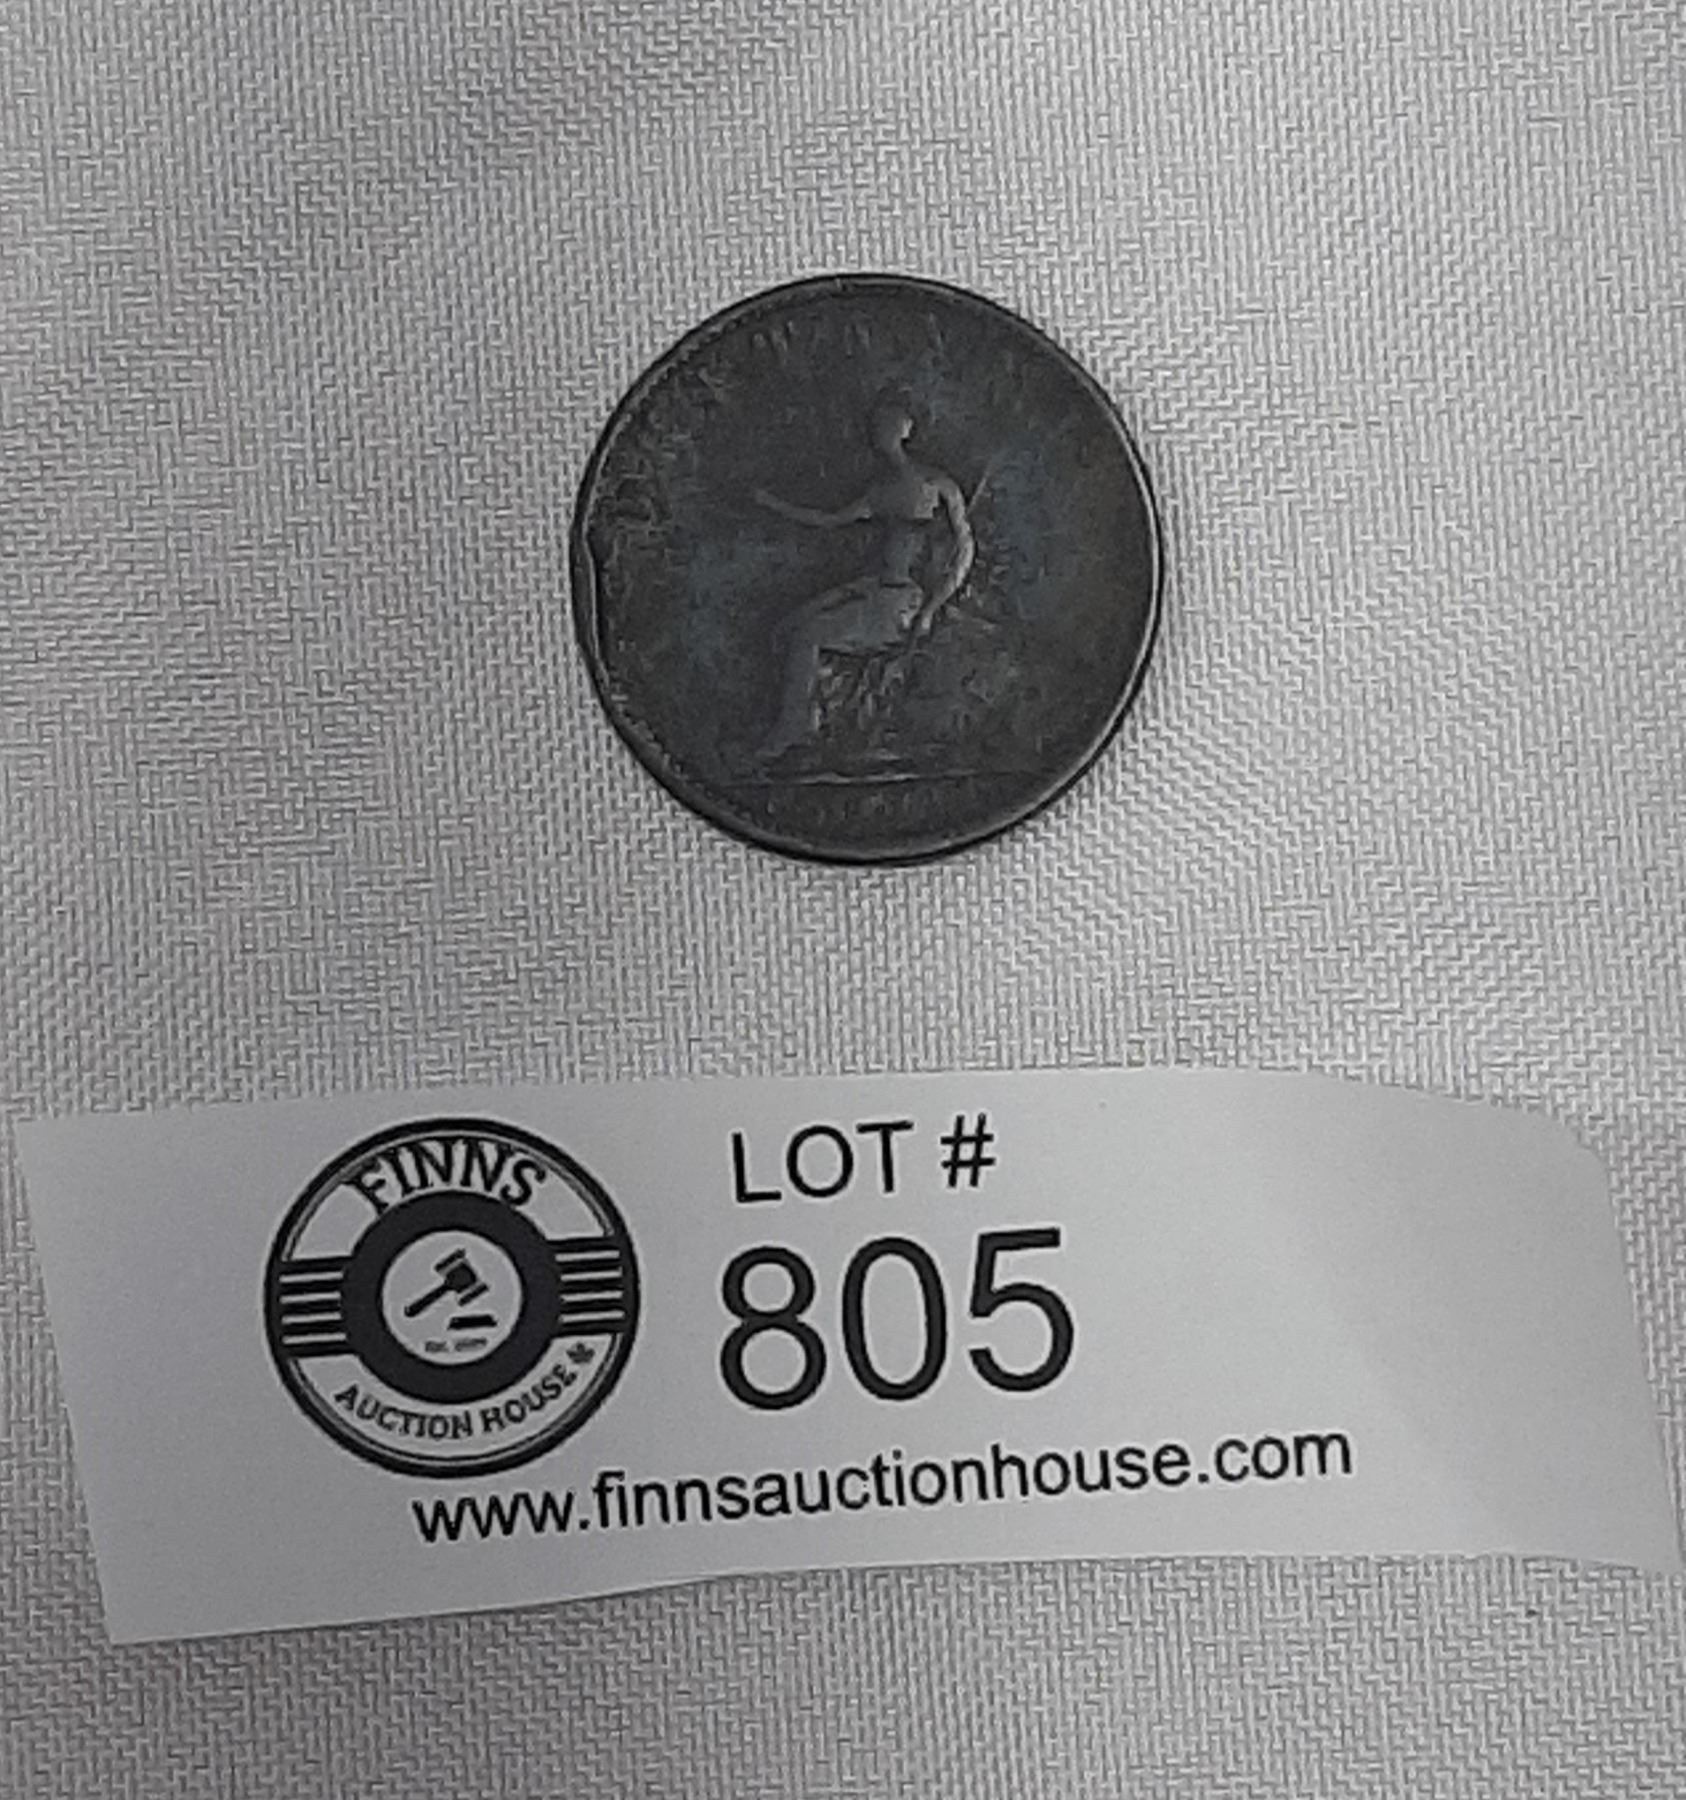 FINNS
AUCTION HOUSE
LOT #
805
www.finnsauctionhouse.com